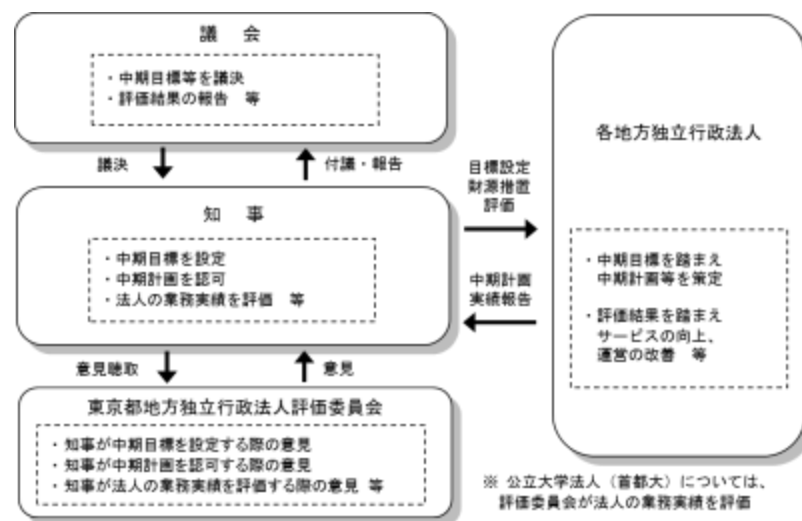 議 会
・中期目標等を議決
・評価結果の報告 等
議決
付議・報告
知 事
・中期目標を設定
・中期計画を認可
・法人の業務実績を評価 等
意見聴取
意見
東京都地方独立行政法人評価委員会
・知事が中期目標を設定する際の意見
・知事が中期計画を認可する際の意見
・知事が法人の業務実績を評価する際の意見 等
目標設定
財源措置
評価
中期計画
実績報告
各地方独立行政法人
・中期目標を踏まえ
中期計画等を策定
・評価結果を踏まえ
サービスの向上、
運営の改善 等
※ 公立大学法人（首都大）については、
評価委員会が法人の業務実績を評価